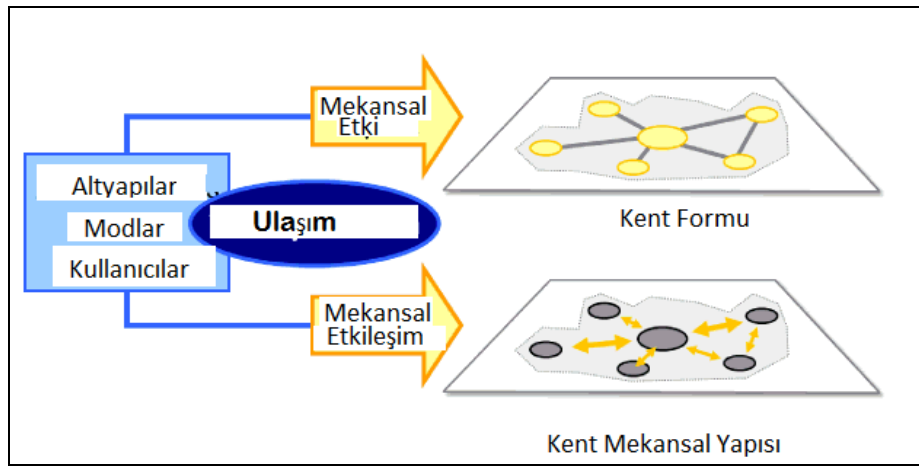 Mekansal
Etki
Altyapılar
Modlar
Kullanıcılar
Ulaşım
Kent Formu
Mekansal
Etkileşim
Kent Mekansal Yapısı